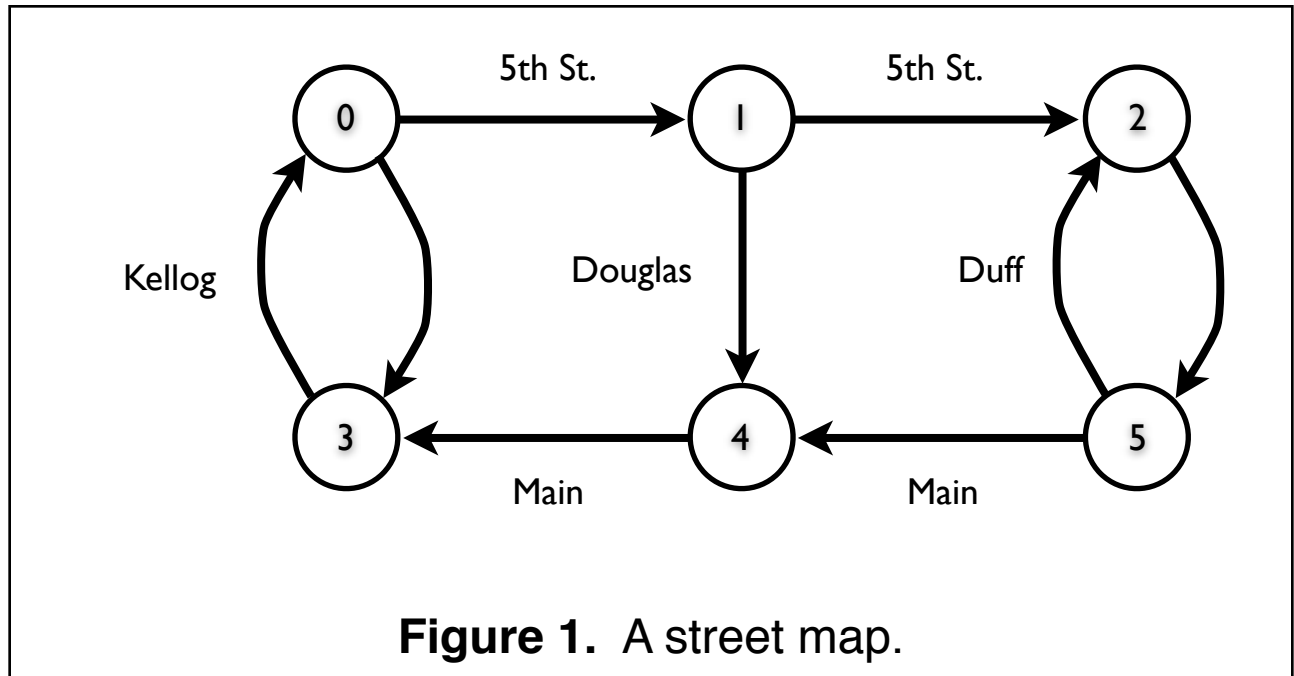 5th St. 5th St.
0 1 2
Kellog Douglas Duff
3 4 5
Main Main
Figure 1. A street map.